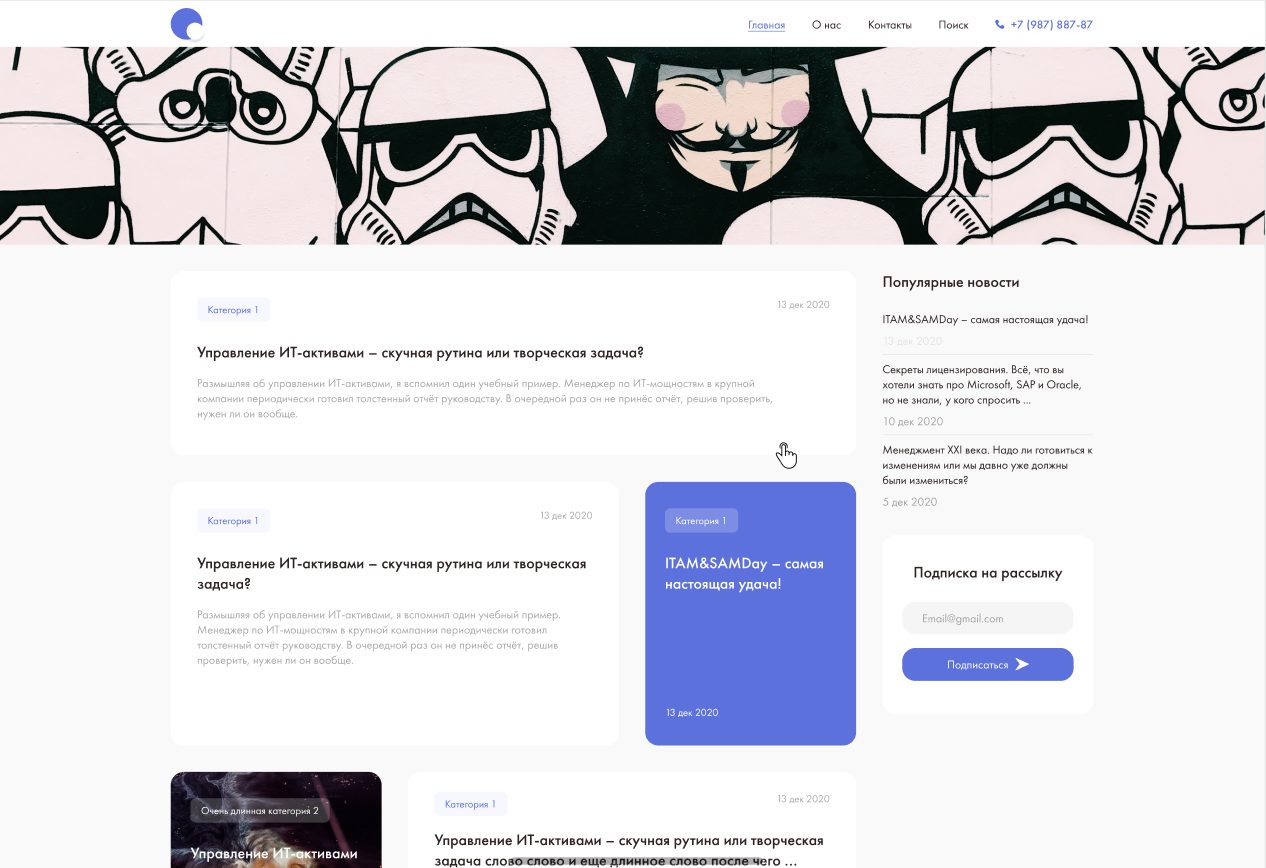 Главная О нас Контакты Поиск +7 (987) 887-87
Категория 1
13 дек 2020
Управление ИТ-активами – скучная рутина или творческая задача?
Размышляя об управлении ИТ-активами, я вспомнил один учебный пример. Менеджер по ИТ-мощностям в крупной
компании периодически готовил толстенный отчёт руководству. В очередной раз он не принёс отчёт, решив проверить,
нужен ли он вообще.
Категория 1
13 дек 2020
Управление ИТ-активами – скучная рутина или творческая
задача?
Размышляя об управлении ИТ-активами, я вспомнил один учебный пример.
Менеджер по ИТ-мощностям в крупной компании периодически готовил
толстенный отчёт руководству. В очередной раз он не принёс отчёт, решив
проверить, нужен ли он вообще.
Категория 1
ITAM&SAMDay – самая
настоящая удача!
13 дек 2020
Очень длинная категория 2
Управление ИТ-активами
Категория 1
13 дек 2020
Управление ИТ-активами – скучная рутина или творческая
задача слово слово и еще длинное слово после чего ...
Популярные новости
ITAM&SAMDay – самая настоящая удача!
13 дек 2020
Секреты лицензирования. Всё, что вы
хотели знать про Microsoft, SAP и Oracle,
но не знали, у кого спросить ...
10 дек 2020
Менеджмент XXI века. Надо ли готовиться к
изменениям или мы давно уже должны
были измениться?
5 дек 2020
Подписка на рассылку
Email@gmail.com
Подписаться